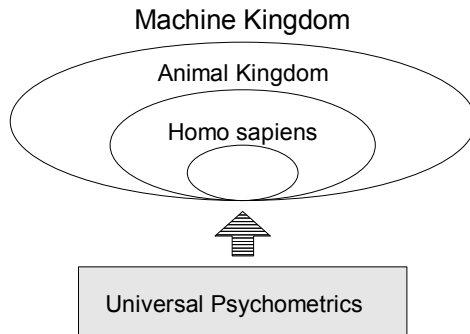 Machine Kingdom
Animal Kingdom
Homo sapiens
Universal Psychometrics